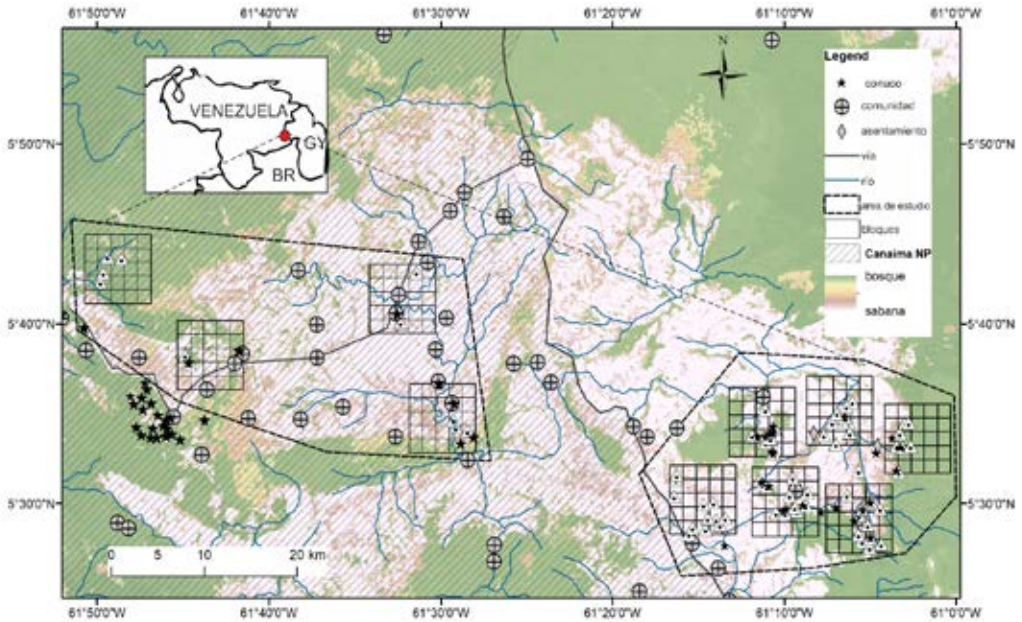 61°50'0"W 61°40'0"W 61°30'0"W 61°20'0"W 61°10'0"W 61°0'0"W
N
Legend
conuco
comunidad
asentamiento
vía
río
área de estudio
bloques
Canaima NP
bosque
sabana
VENEZUELA
GY
BR
5°50'0"N 5°50'0"N
5°40'0"N 5°40'0"N
5°30'0"N 5°30'0"N
0 5 10 20 km
61°50'0"W 61°40'0"W 61°30'0"W 61°20'0"W 61°10'0"W 61°0'0"W